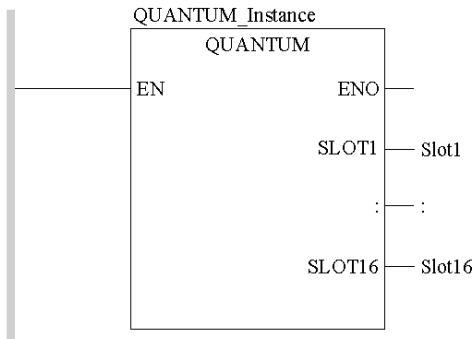 QUANTUM_Instance
QUANTUM
EN ENO
SLOT1 Slot1
: :
SLOT16 Slot16